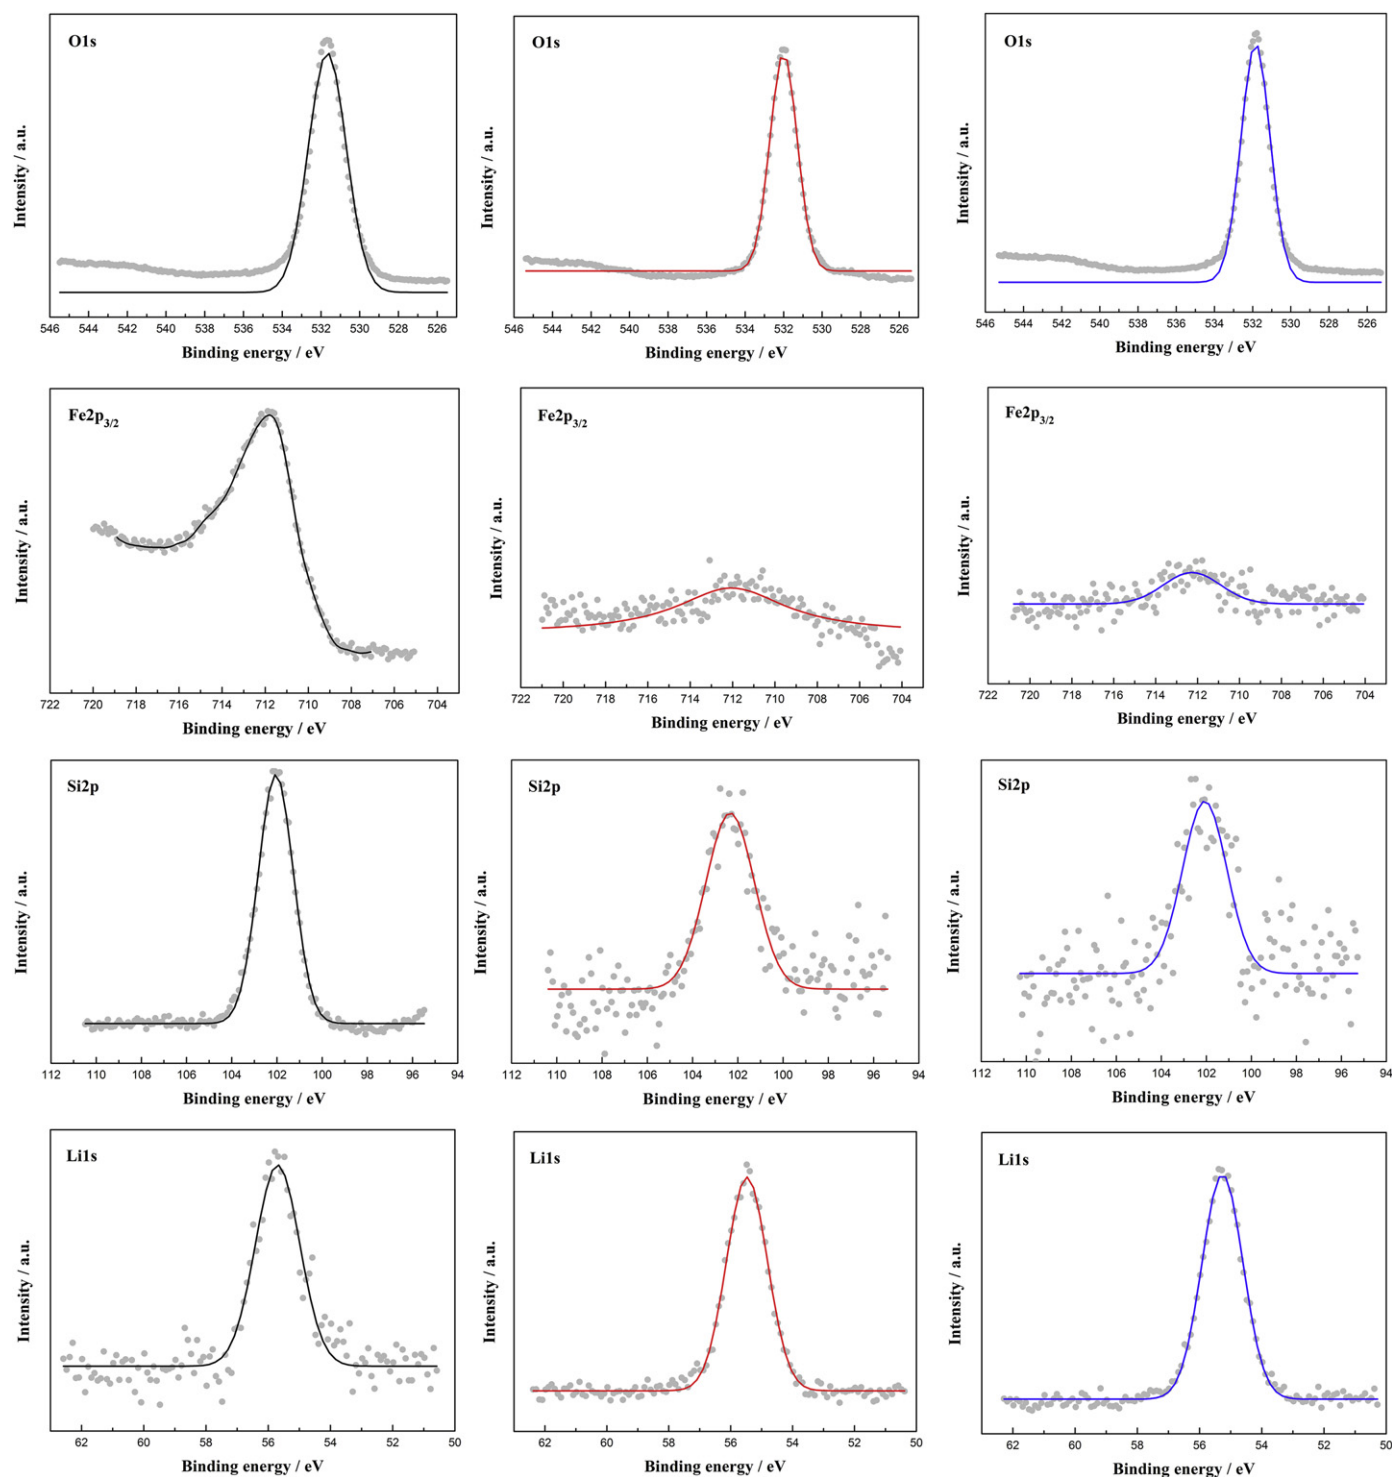 O1s
O1s
O1s
Intensity / a.u.
Intensity / a.u.
Intensity / a.u.
546 544 542 540 538 536 534 532 530 528 526
546 544 542 540 538 536 534 532 530 528 526
546 544 542 540 538 536 534 532 530 528 526
Binding energy / eV
Binding energy / eV
Binding energy / eV
Fe2p3/2
Fe2p3/2
Fe2p3/2
Intensity / a.u.
Intensity / a.u.
Intensity / a.u.
722 720 718 716 714 712 710 708 706 704
722 720 718 716 714 712 710 708 706 704
722 720 718 716 714 712 710 708 706 704
Binding energy / eV
Binding energy / eV
Binding energy / eV
Si2p
Si2p
Si2p
Intensity / a.u.
Intensity / a.u.
Intensity / a.u.
112 110 108 106 104 102 100 98 96 94
112 110 108 106 104 102 100 98 96 94
112 110 108 106 104 102 100 98 96 94
Binding energy / eV
Binding energy / eV
Binding energy / eV
Li1s
Li1s
Li1s
Intensity / a.u.
Intensity / a.u.
Intensity / a.u.
62 60 58 56 54 52 50
62 60 58 56 54 52 50
62 60 58 56 54 52 50
Binding energy / eV
Binding energy / eV
Binding energy / eV